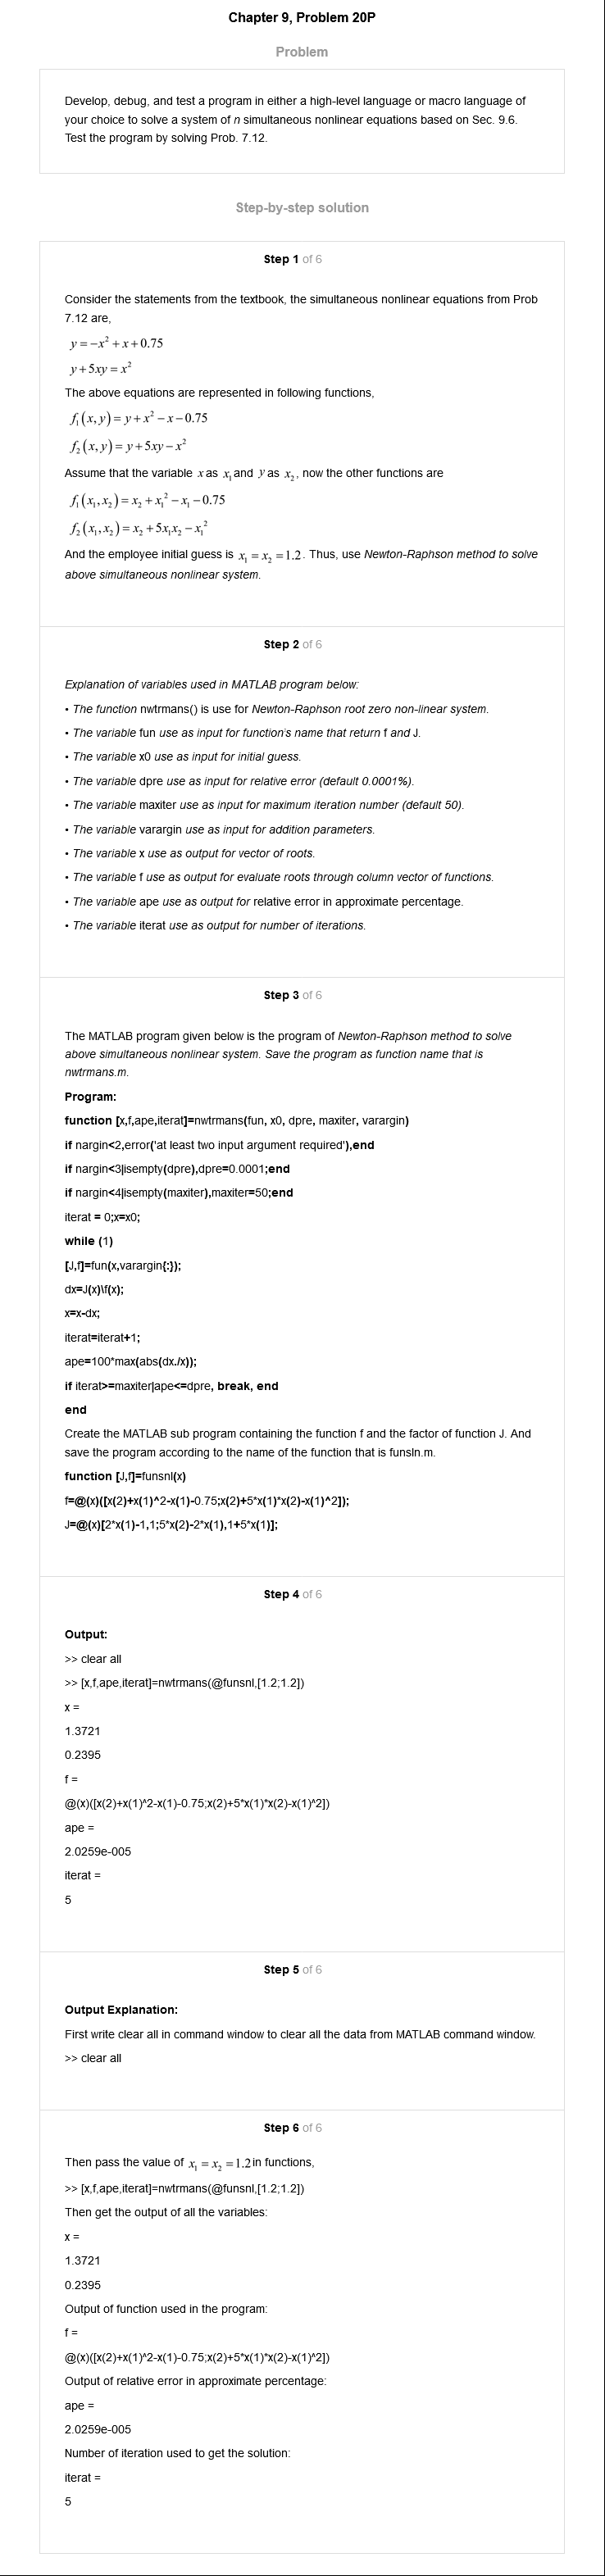 Chapter 9, Problem 20P
Problem
Develop, debug, and test a program in either a high-level language or macro language of
your choice to solve a system of n simultaneous nonlinear equations based on Sec. 9.6.
Test the program by solving Prob. 7.12.
Step-by-step solution
Step 1 of 6
Consider the statements from the textbook, the simultaneous nonlinear equations from Prob
7.12 are,
y = −x² + x + 0.75
y + 5xy = x²
The above equations are represented in following functions,
f₁(x, y) = y + x² − x − 0.75
f₂(x, y) = y + 5xy − x²
Assume that the variable x as x₁ and y as x₂, now the other functions are
f₁(x₁, x₂) = x₂ + x₁² − x₁ − 0.75
f₂(x₁, x₂) = x₂ + 5x₁x₂ − x₁²
And the employee initial guess is x₁ = x₂ = 1.2. Thus, use Newton-Raphson method to solve
above simultaneous nonlinear system.
Step 2 of 6
Explanation of variables used in MATLAB program below:
• The function nwtrmans() is use for Newton-Raphson root zero non-linear system.
• The variable fun use as input for function's name that return f and J.
• The variable x0 use as input for initial guess.
• The variable dpre use as input for relative error (default 0.0001%).
• The variable maxiter use as input for maximum iteration number (default 50).
• The variable varargin use as input for addition parameters.
• The variable x use as output for vector of roots.
• The variable f use as output for evaluate roots through column vector of functions.
• The variable ape use as output for relative error in approximate percentage.
• The variable iterat use as output for number of iterations.
Step 3 of 6
The MATLAB program given below is the program of Newton-Raphson method to solve
above simultaneous nonlinear system. Save the program as function name that is
nwtrmans.m.
Program:
function [x,f,ape,iterat]=nwtrmans(fun, x0, dpre, maxiter, varargin)
if nargin<2,error('at least two input argument required'),end
if nargin<3|isempty(dpre),dpre=0.0001;end
if nargin<4|isempty(maxiter),maxiter=50;end
iterat = 0;x=x0;
while (1)
[J,f]=fun(x,varargin{:});
dx=J(x)\f(x);
x=x-dx;
iterat=iterat+1;
ape=100*max(abs(dx./x));
if iterat>=maxiter|ape<=dpre, break, end
end
Create the MATLAB sub program containing the function f and the factor of function J. And
save the program according to the name of the function that is funsln.m.
function [J,f]=funsnl(x)
f=@(x)([x(2)+x(1)^2-x(1)-0.75;x(2)+5*x(1)*x(2)-x(1)^2]);
J=@(x)[2*x(1)-1,1;5*x(2)-2*x(1),1+5*x(1)];
Step 4 of 6
Output:
>> clear all
>> [x,f,ape,iterat]=nwtrmans(@funsnl,[1.2;1.2])
x =
1.3721
0.2395
f =
@(x)([x(2)+x(1)^2-x(1)-0.75;x(2)+5*x(1)*x(2)-x(1)^2])
ape =
2.0259e-005
iterat =
5
Step 5 of 6
Output Explanation:
First write clear all in command window to clear all the data from MATLAB command window.
>> clear all
Step 6 of 6
Then pass the value of x₁ = x₂ = 1.2 in functions,
>> [x,f,ape,iterat]=nwtrmans(@funsnl,[1.2;1.2])
Then get the output of all the variables:
x =
1.3721
0.2395
Output of function used in the program:
f =
@(x)([x(2)+x(1)^2-x(1)-0.75;x(2)+5*x(1)*x(2)-x(1)^2])
Output of relative error in approximate percentage:
ape =
2.0259e-005
Number of iteration used to get the solution:
iterat =
5